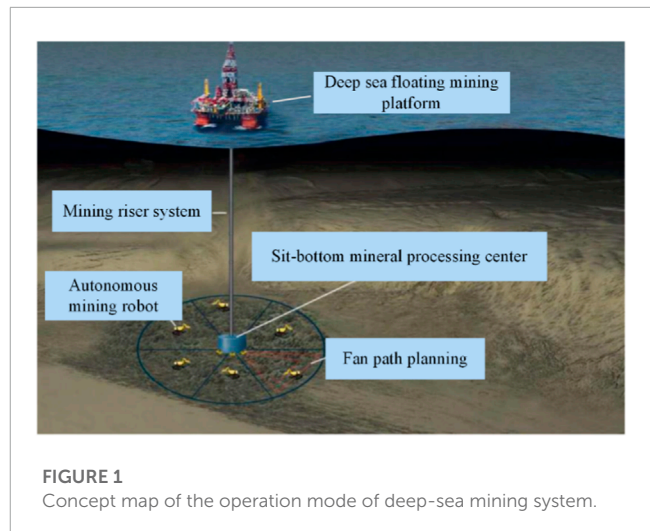 Deep sea floating mining
platform
Mining riser system
Sit-bottom mineral processing center
Autonomous
mining robot
Fan path planning
FIGURE 1
Concept map of the operation mode of deep-sea mining system.